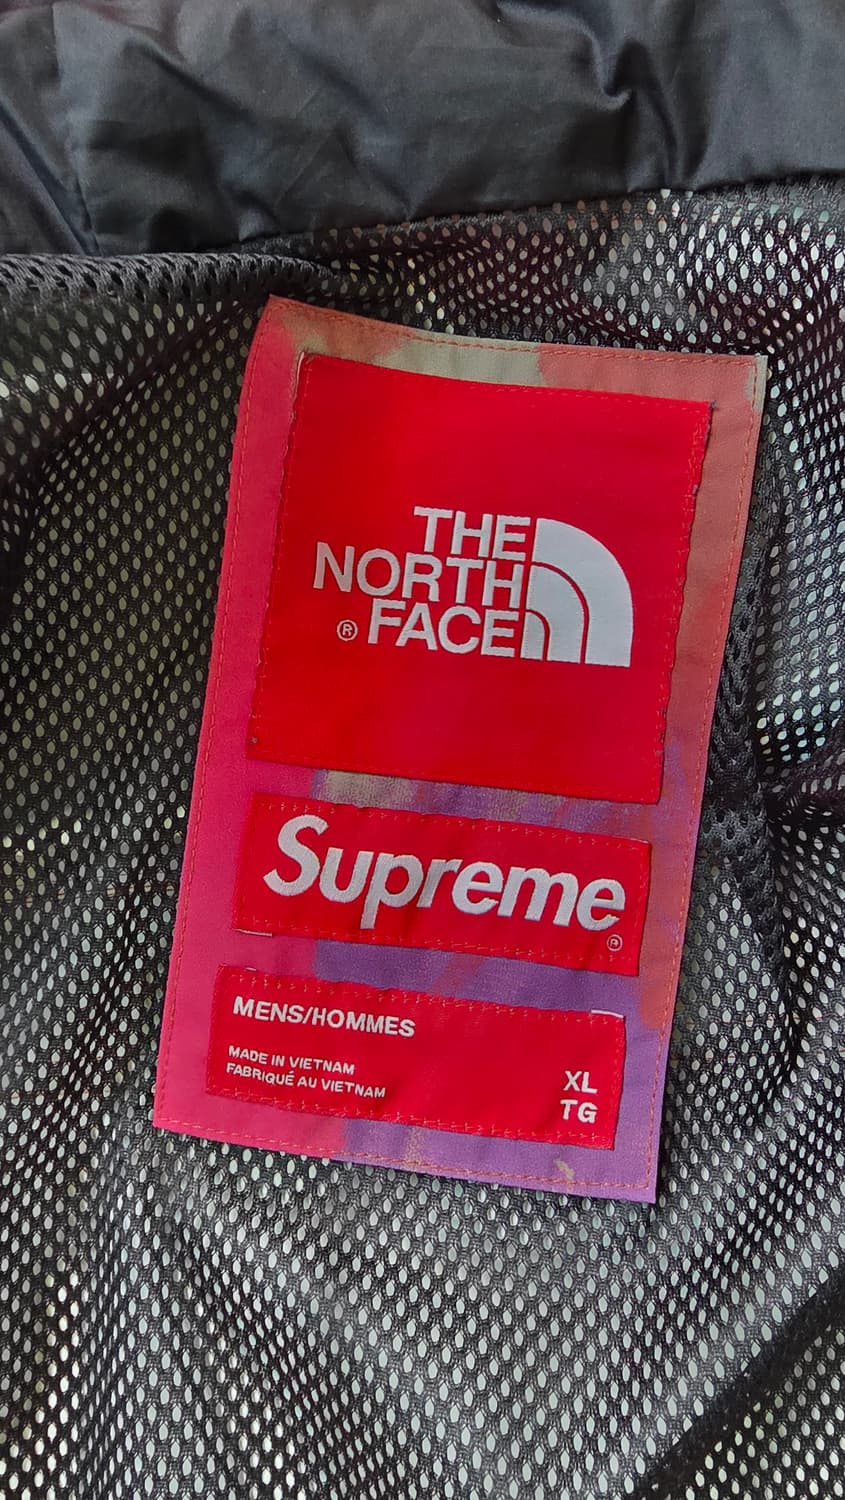 THE
NORTH
® FACE
Supreme
®
MENS/HOMMES
MADE IN VIETNAM
FABRIQUÉ AU VIETNAM
XL
TG